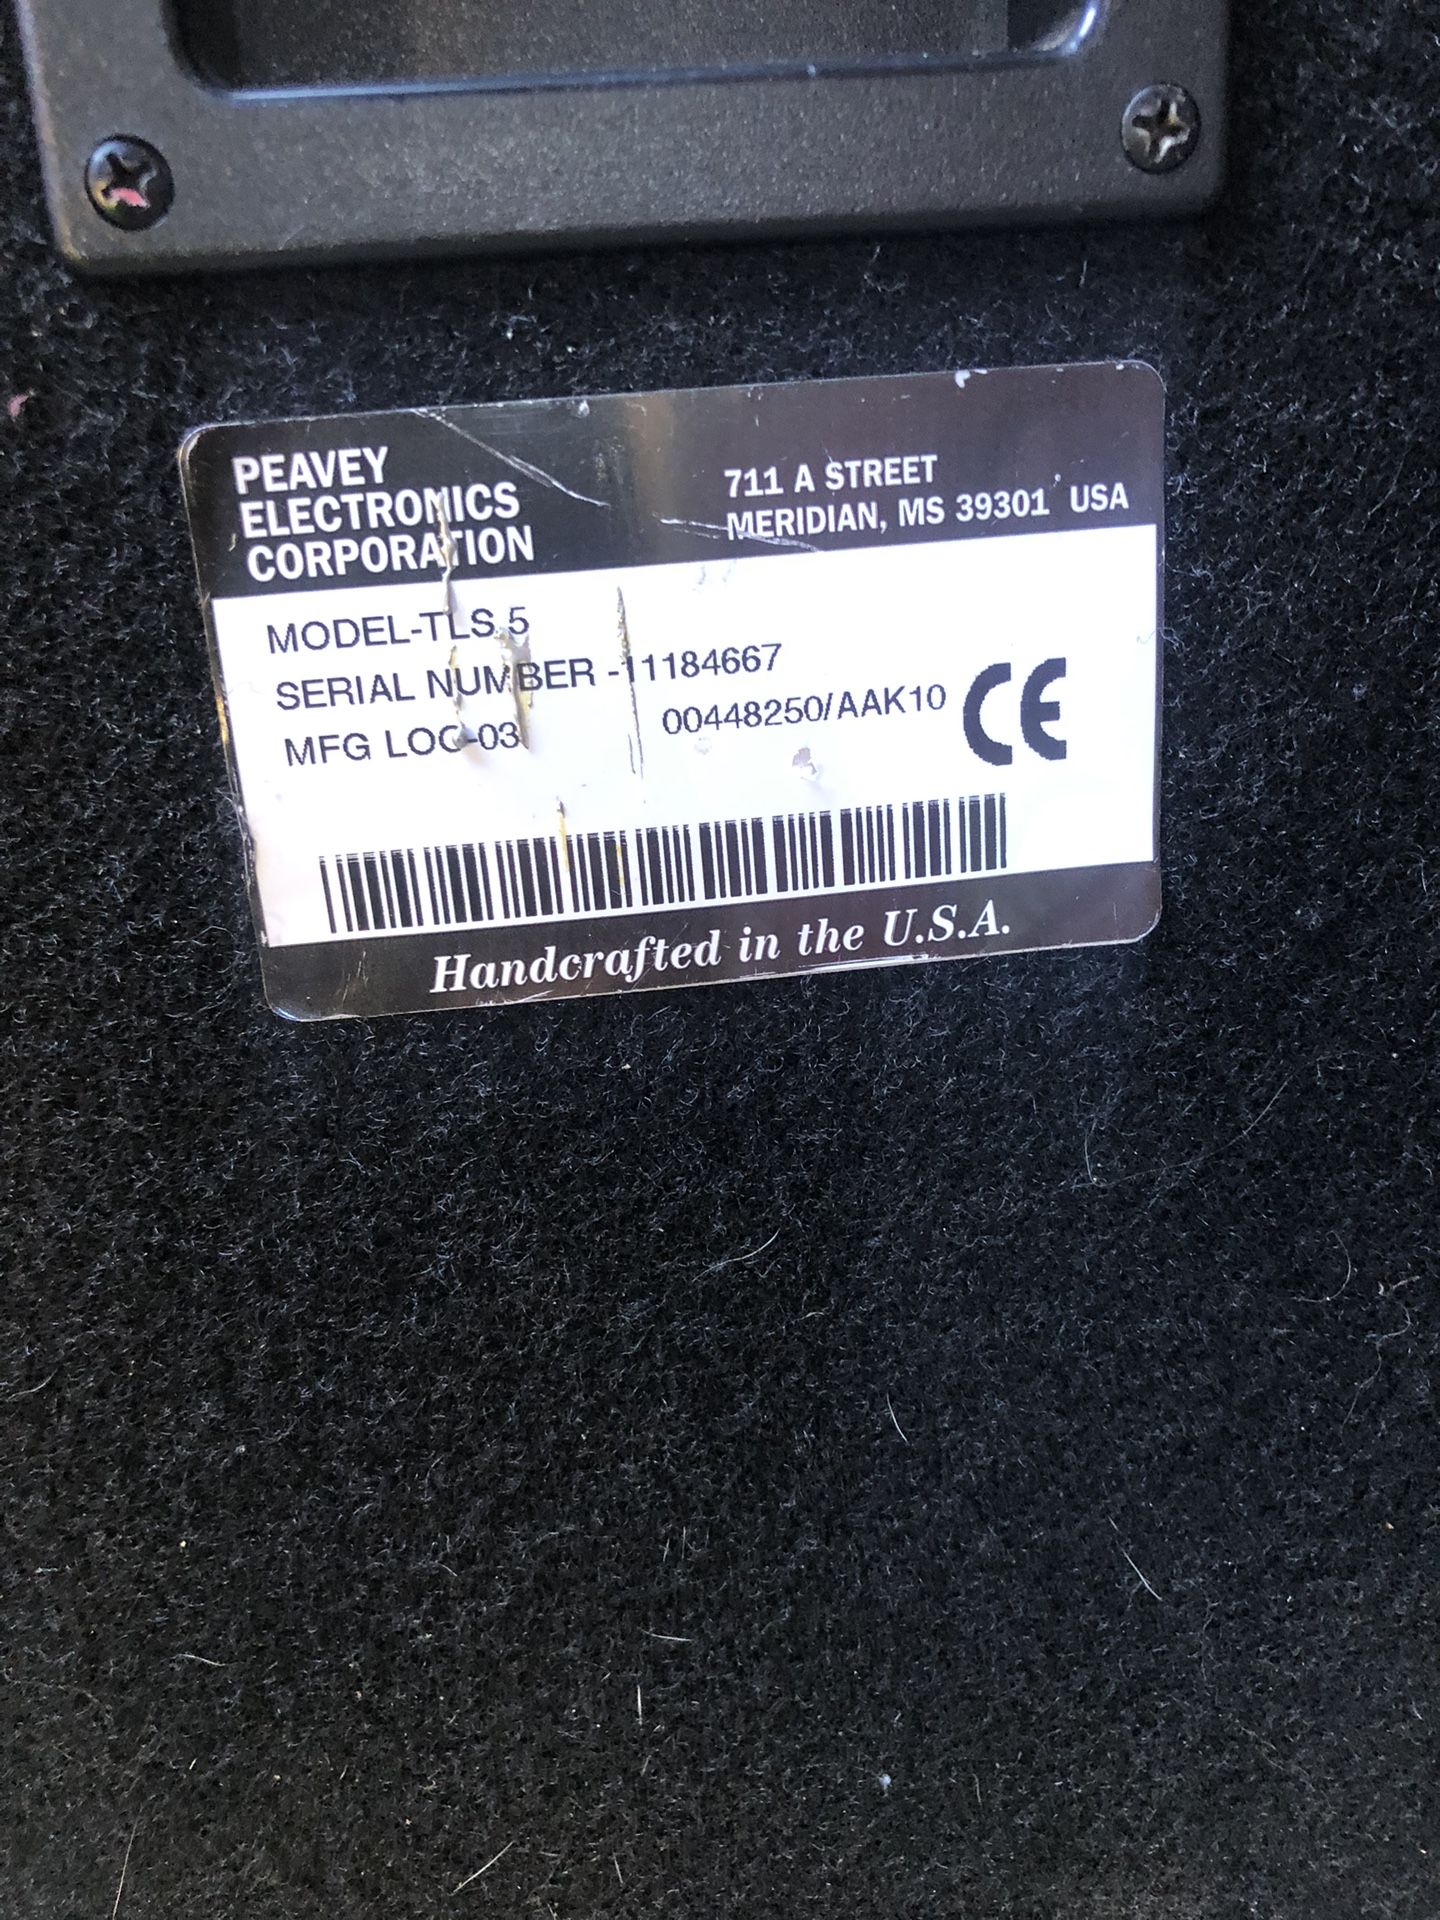 PEAVEY
ELECTRONICS
CORPORATION
711 A STREET
MERIDIAN, MS 39301 USA
MODEL-TLS 5
SERIAL NUMBER -11184667
MFG LOC-03
00448250/AAK10
CE
Handcrafted in the U.S.A.